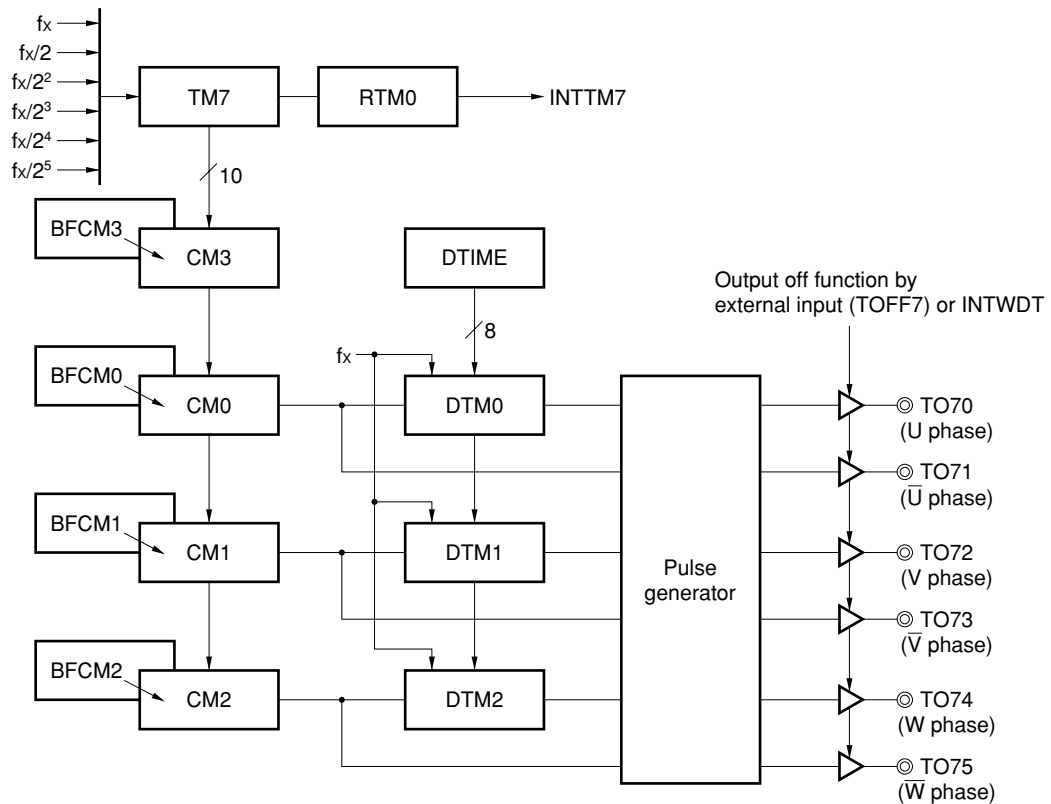 fX
fX/2
fX/2²
fX/2³
fX/2⁴
fX/2⁵
TM7
RTM0
INTTM7
10
BFCM3
CM3
DTIME
8
Output off function by
external input (TOFF7) or INTWDT
fX
BFCM0
CM0
DTM0
TO70
(U phase)
TO71
(U̅ phase)
BFCM1
CM1
DTM1
Pulse
generator
TO72
(V phase)
TO73
(V̅ phase)
BFCM2
CM2
DTM2
TO74
(W phase)
TO75
(W̅ phase)